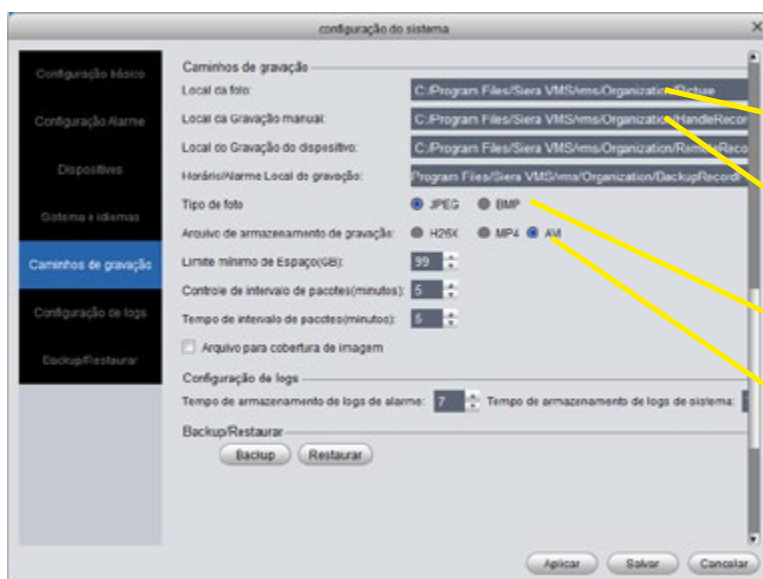 configuração do sistema
Configuração básico
Configuração Alarme
Dispositives
Sistema e idiomas
Caminhos de gravação
Configuração de logs
Backup/Restaurar
Caminhos de gravação
Local da foto: C:/Program Files/Siera VMS/vms/Organization/Picture
Local da Gravação manual: C:/Program Files/Siera VMS/vms/Organization/HandleRecor
Local do Gravação do dispositivo: C:/Program Files/Siera VMS/vms/Organization/RemoteReco
Horário/Alarme Local de gravação: Program Files/Siera VMS/vms/Organization/BackupRecord/
Tipo de foto JPEG BMP
Arquivo de armazenamento de gravação: H26X MP4 AVI
Limite mínimo de Espaço(GB): 99
Controle de intervalo de pacotes(minutos): 5
Tempo de intervalo de pacotes(minutos): 5
Arquivo para cobertura de imagem
Configuração de logs
Tempo de armazenamento de logs de alarme: 7 Tempo de armazenamento de logs de sistema:
Backup/Restaurar
Backup Restaurar
Aplicar Salvar Cancelar